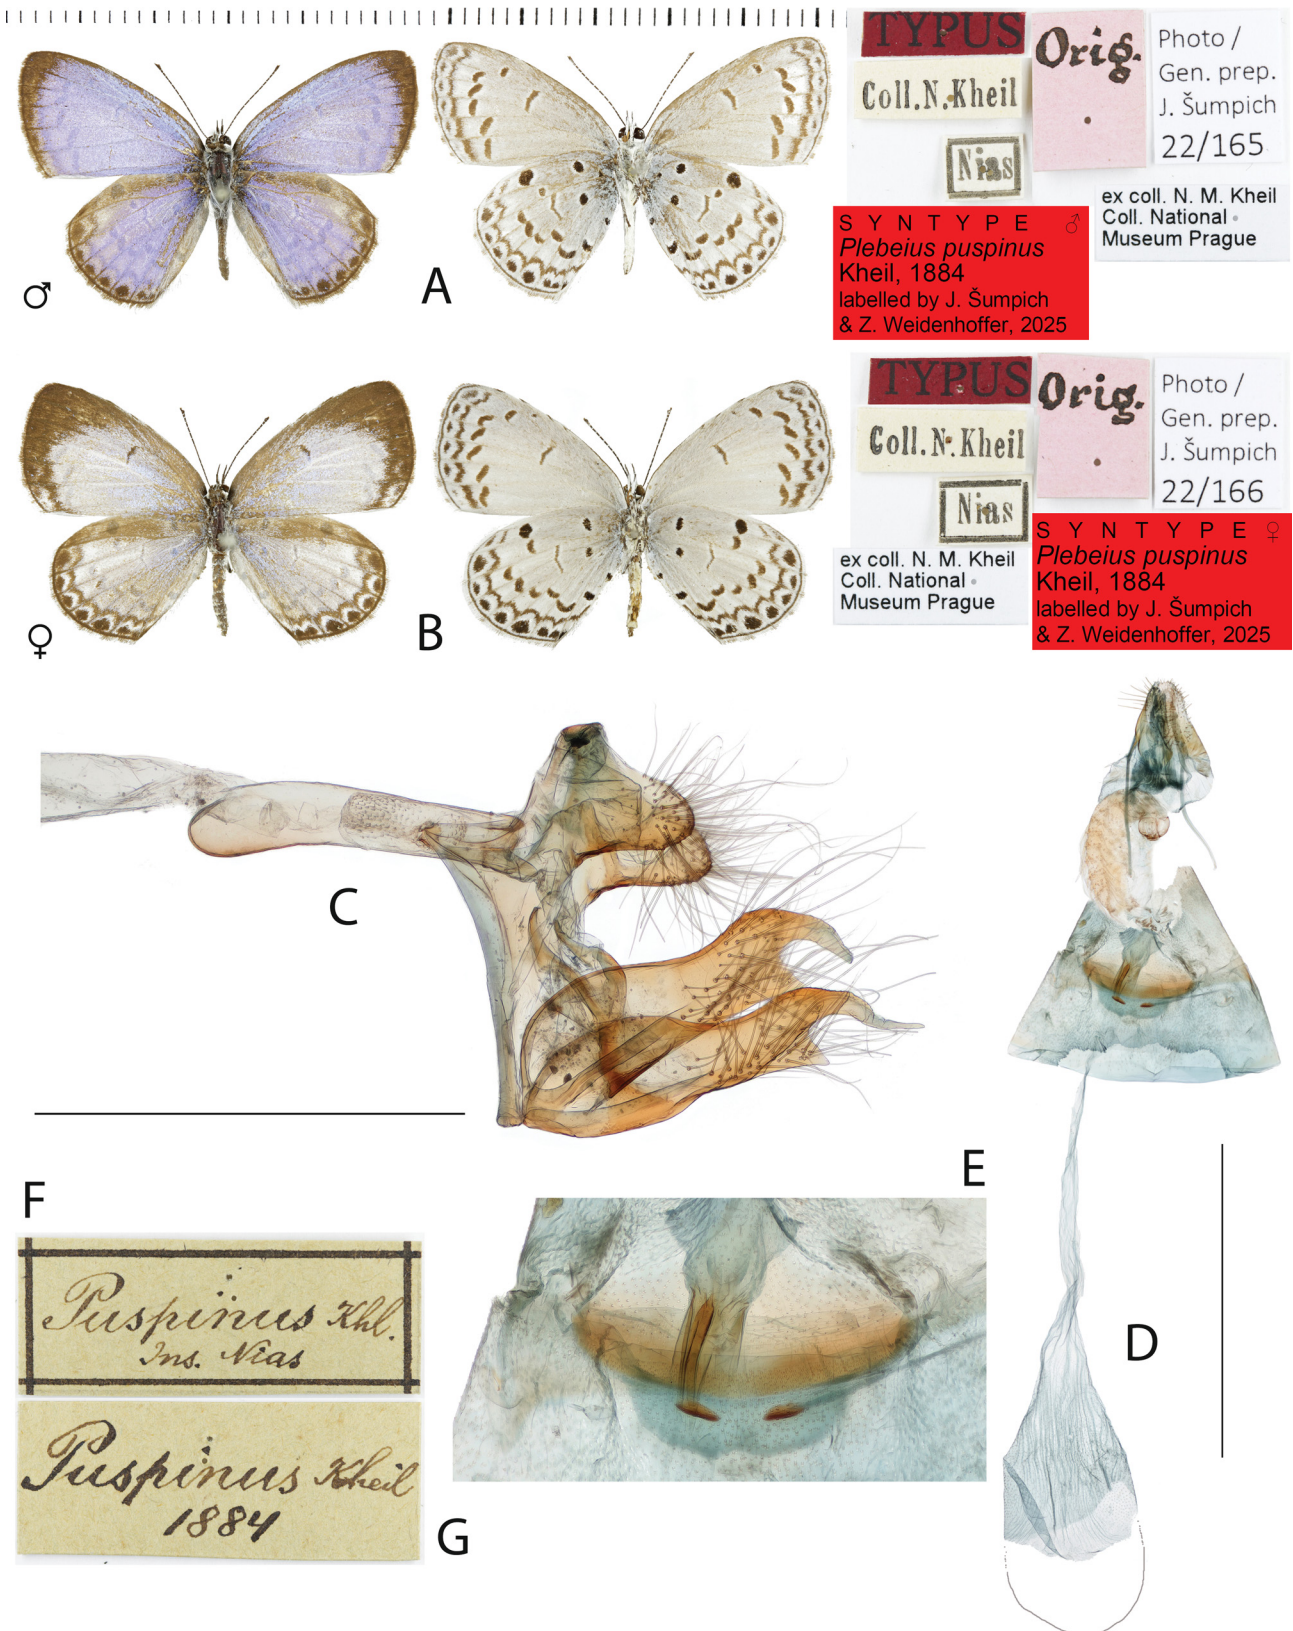 TYPUS
Coll.N.Kheil
Nias
Orig.
Photo /
Gen. prep.
J. Šumpich
22/165
S Y N T Y P E ♂
Plebeius puspinus
Kheil, 1884
labelled by J. Šumpich
& Z. Weidenhoffer, 2025
ex coll. N. M. Kheil
Coll. National
Museum Prague
♂
A
TYPUS
Coll.N.Kheil
Nias
Orig.
Photo /
Gen. prep.
J. Šumpich
22/166
ex coll. N. M. Kheil
Coll. National
Museum Prague
S Y N T Y P E ♀
Plebeius puspinus
Kheil, 1884
labelled by J. Šumpich
& Z. Weidenhoffer, 2025
♀
B
C
E
F
Puspinus Khl.
Ins. Nias
Puspinus Kheil
1884
G
D